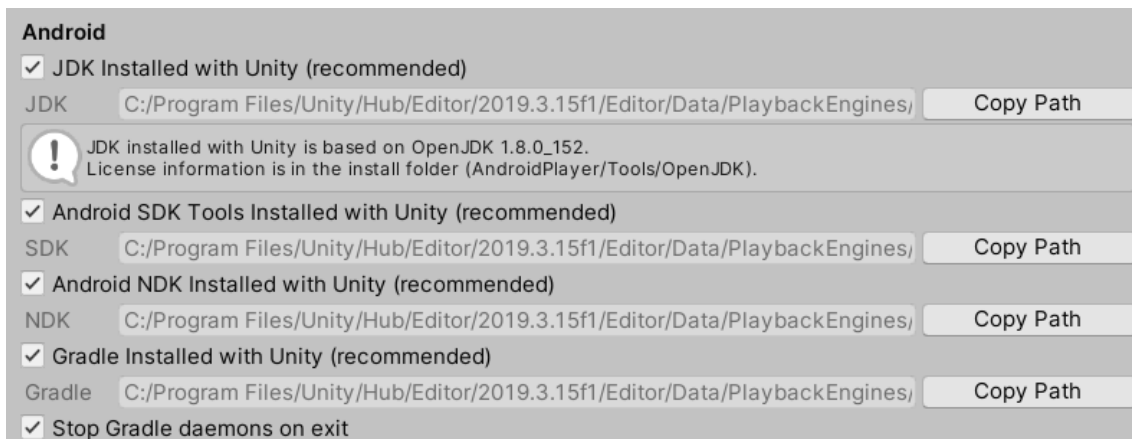 Android
JDK Installed with Unity (recommended)
JDK C:/Program Files/Unity/Hub/Editor/2019.3.15f1/Editor/Data/PlaybackEngines/ Copy Path
JDK installed with Unity is based on OpenJDK 1.8.0_152.
License information is in the install folder (AndroidPlayer/Tools/OpenJDK).
Android SDK Tools Installed with Unity (recommended)
SDK C:/Program Files/Unity/Hub/Editor/2019.3.15f1/Editor/Data/PlaybackEngines/ Copy Path
Android NDK Installed with Unity (recommended)
NDK C:/Program Files/Unity/Hub/Editor/2019.3.15f1/Editor/Data/PlaybackEngines/ Copy Path
Gradle Installed with Unity (recommended)
Gradle C:/Program Files/Unity/Hub/Editor/2019.3.15f1/Editor/Data/PlaybackEngines/ Copy Path
Stop Gradle daemons on exit